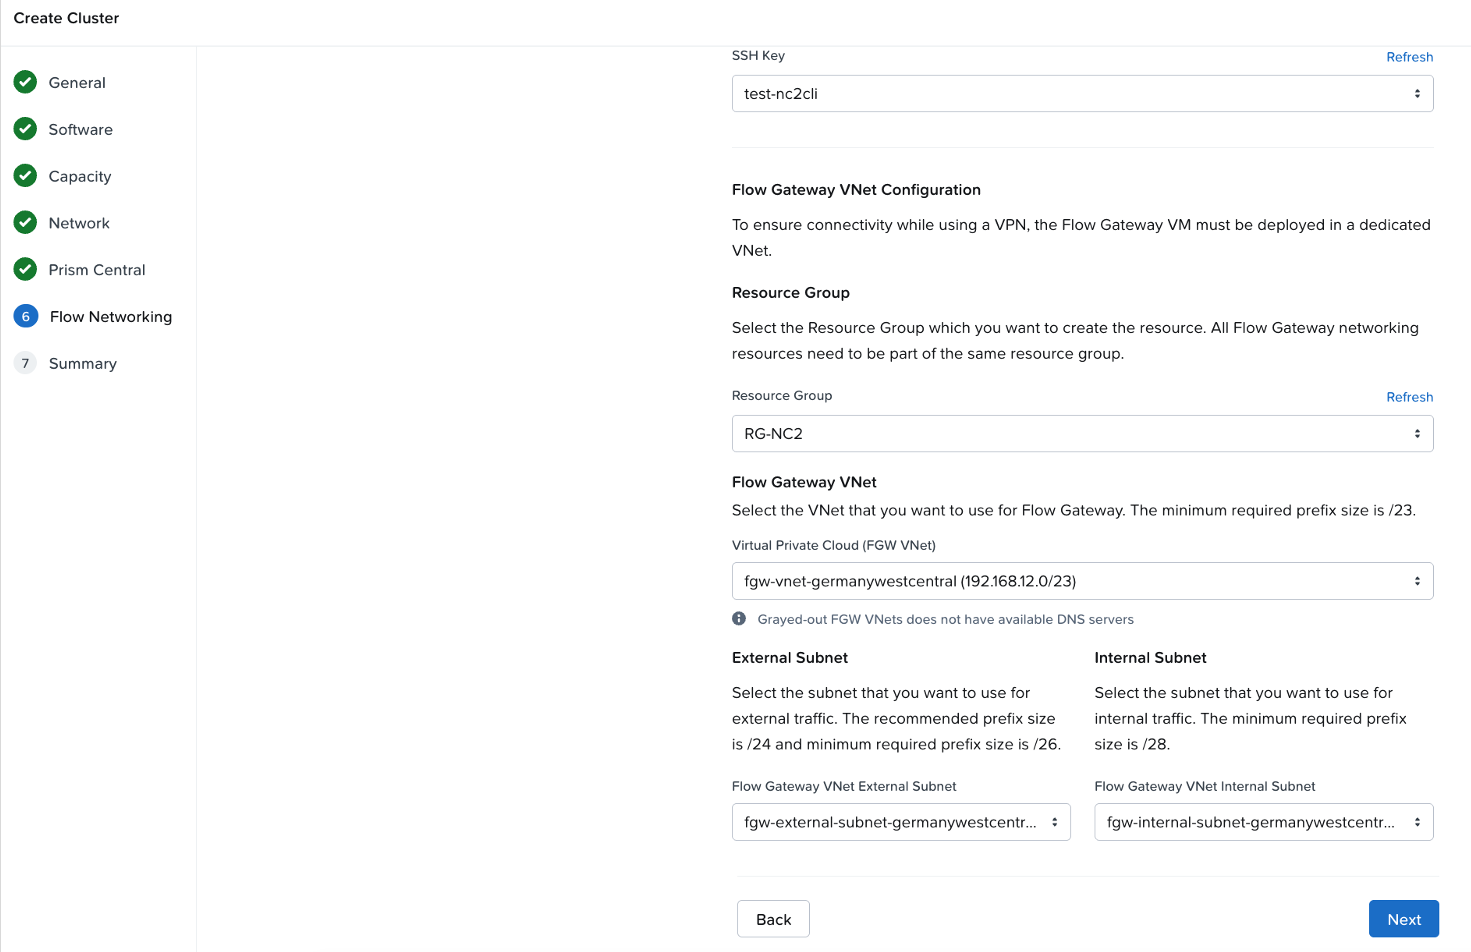 Create Cluster
General
Software
Capacity
Network
Prism Central
6 Flow Networking
7 Summary
SSH Key
Refresh
test-nc2cli
Flow Gateway VNet Configuration
To ensure connectivity while using a VPN, the Flow Gateway VM must be deployed in a dedicated
VNet.
Resource Group
Select the Resource Group which you want to create the resource. All Flow Gateway networking
resources need to be part of the same resource group.
Resource Group
Refresh
RG-NC2
Flow Gateway VNet
Select the VNet that you want to use for Flow Gateway. The minimum required prefix size is /23.
Virtual Private Cloud (FGW VNet)
fgw-vnet-germanywestcentral (192.168.12.0/23)
Grayed-out FGW VNets does not have available DNS servers
External Subnet
Select the subnet that you want to use for
external traffic. The recommended prefix size
is /24 and minimum required prefix size is /26.
Flow Gateway VNet External Subnet
fgw-external-subnet-germanywestcentr...
Internal Subnet
Select the subnet that you want to use for
internal traffic. The minimum required prefix
size is /28.
Flow Gateway VNet Internal Subnet
fgw-internal-subnet-germanywestcentr...
Back
Next